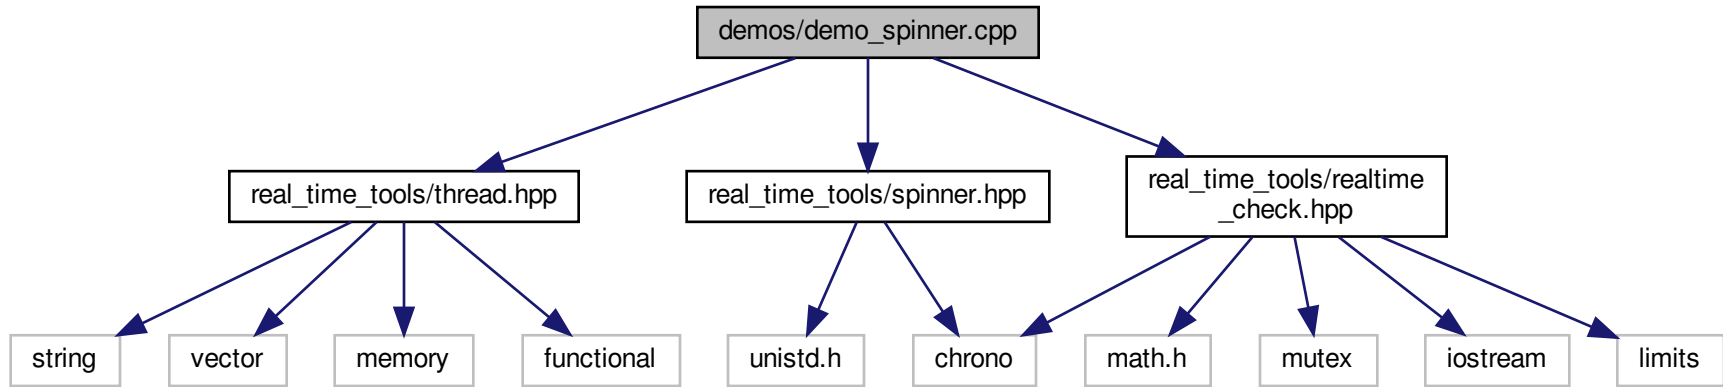 demos/demo_spinner.cpp
real_time_tools/thread.hpp
real_time_tools/spinner.hpp
real_time_tools/realtime
_check.hpp
string
vector
memory
functional
unistd.h
chrono
math.h
mutex
iostream
limits